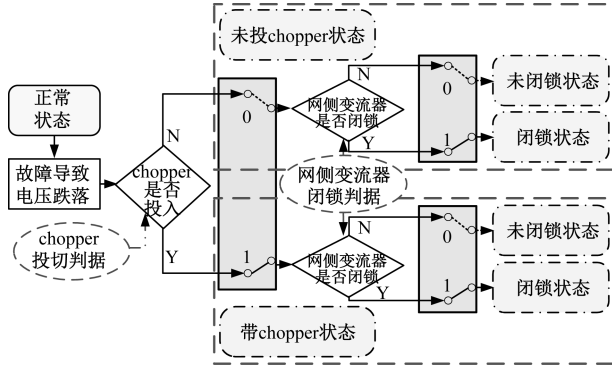 未投chopper状态
正常
状态
故障导致
电压跌落
chopper
是否
投入
chopper
投切判据
N
Y
0
1
网侧变流器
是否闭锁
N
Y
0
1
未闭锁状态
闭锁状态
网侧变流器
闭锁判据
网侧变流器
是否闭锁
N
Y
0
1
未闭锁状态
闭锁状态
带chopper状态